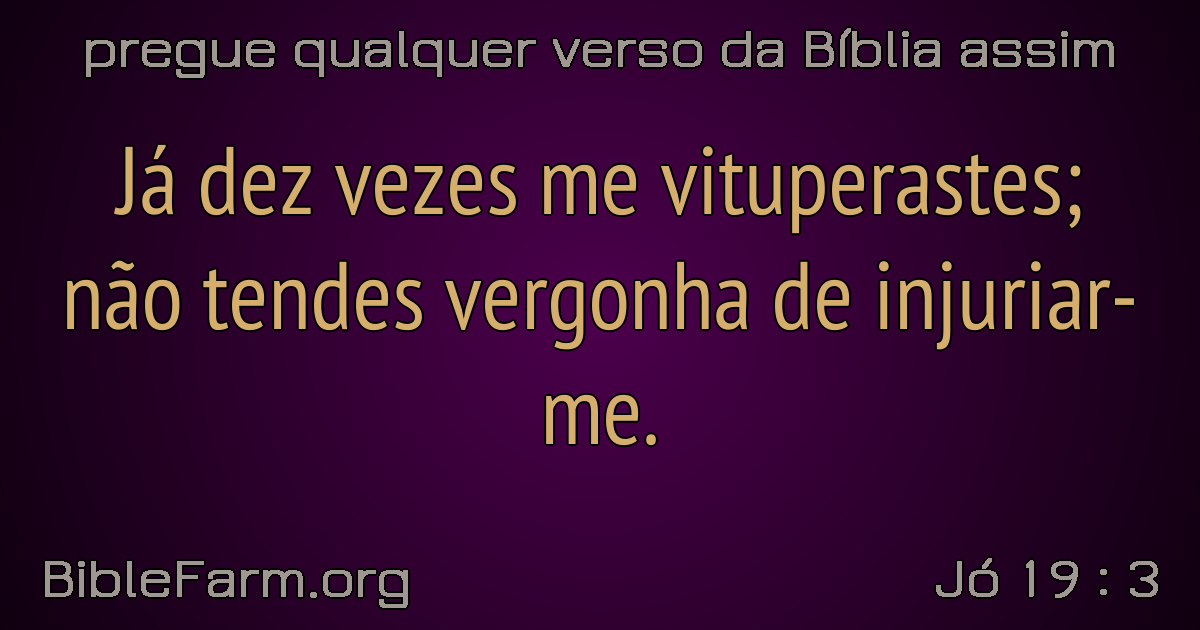 pregue qualquer verso da Bíblia assim
Já dez vezes me vituperastes;
não tendes vergonha de injuriar-
me.
BibleFarm.org
Jó 19 : 3